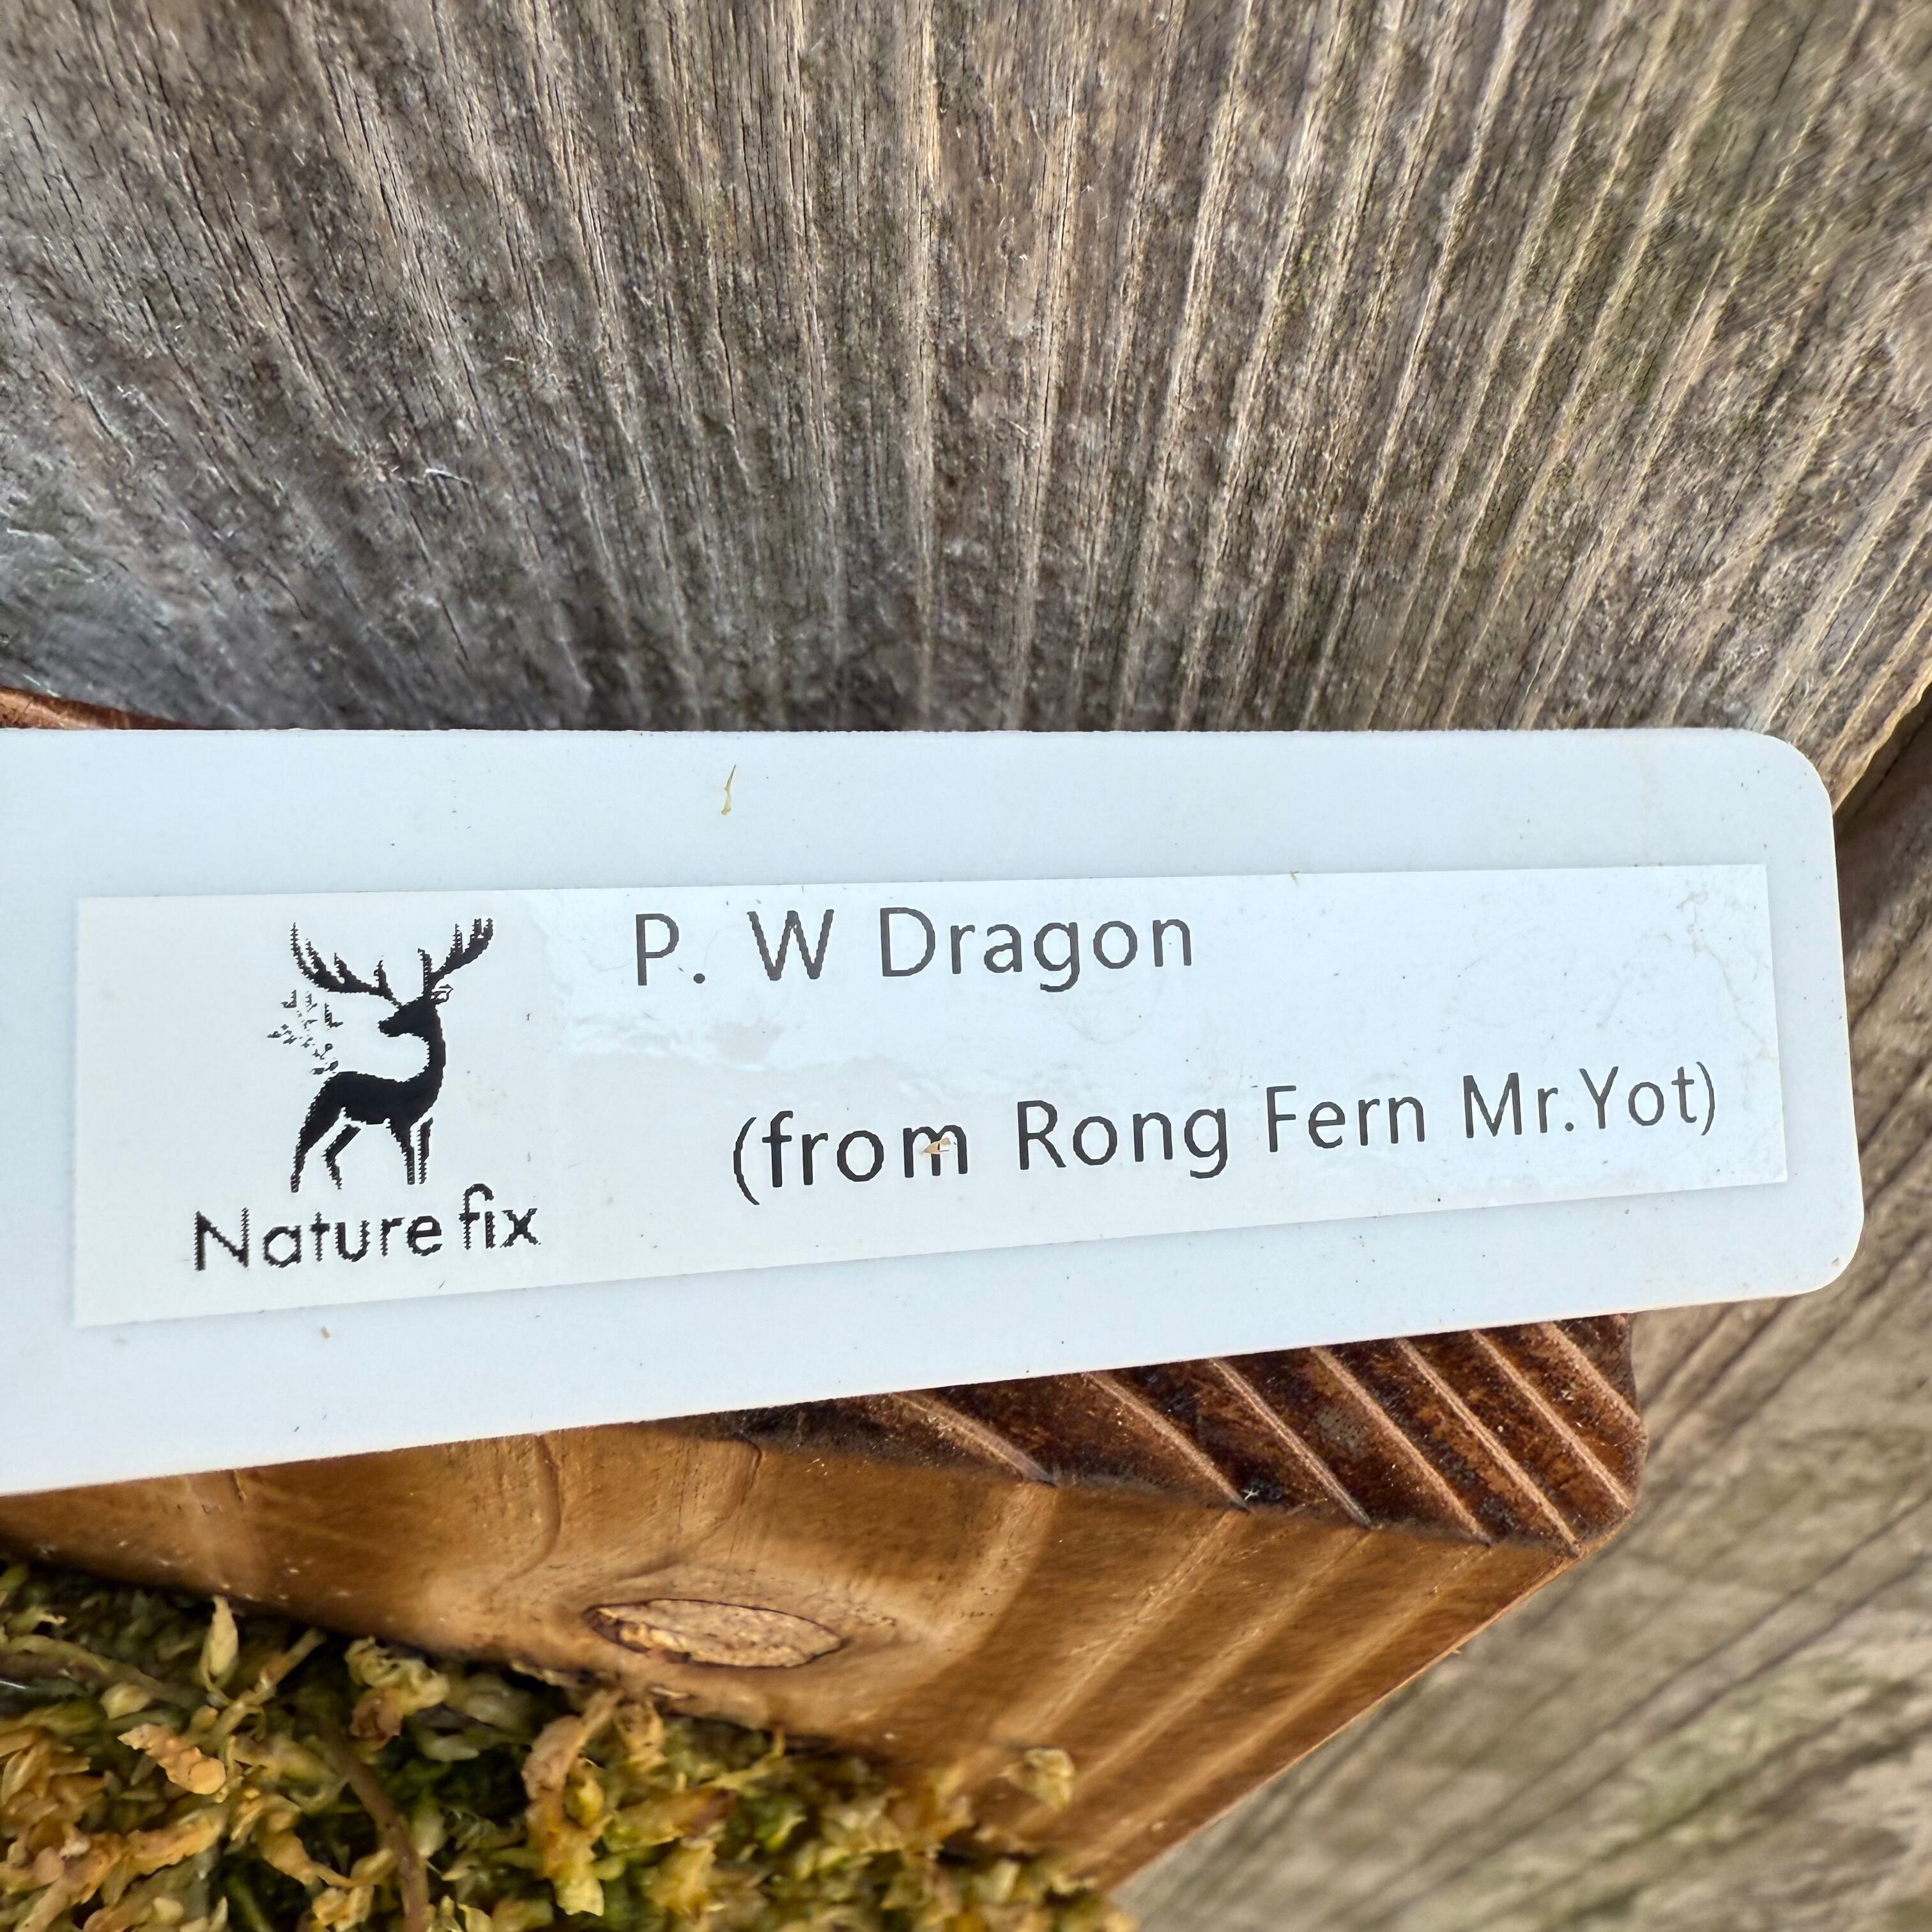 P. W Dragon
(from Rong Fern Mr.Yot)
Nature fix